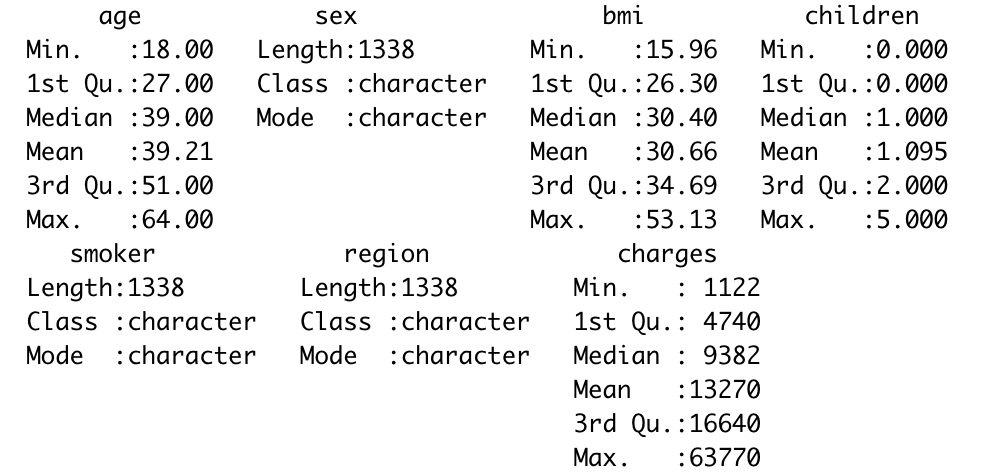 age            sex                 bmi           children
 Min.   :18.00   Length:1338        Min.   :15.96   Min.   :0.000
 1st Qu.:27.00   Class :character   1st Qu.:26.30   1st Qu.:0.000
 Median :39.00   Mode  :character   Median :30.40   Median :1.000
 Mean   :39.21                      Mean   :30.66   Mean   :1.095
 3rd Qu.:51.00                      3rd Qu.:34.69   3rd Qu.:2.000
 Max.   :64.00                      Max.   :53.13   Max.   :5.000
    smoker             region             charges
 Length:1338        Length:1338        Min.   : 1122
 Class :character   Class :character   1st Qu.: 4740
 Mode  :character   Mode  :character   Median : 9382
                                       Mean   :13270
                                       3rd Qu.:16640
                                       Max.   :63770